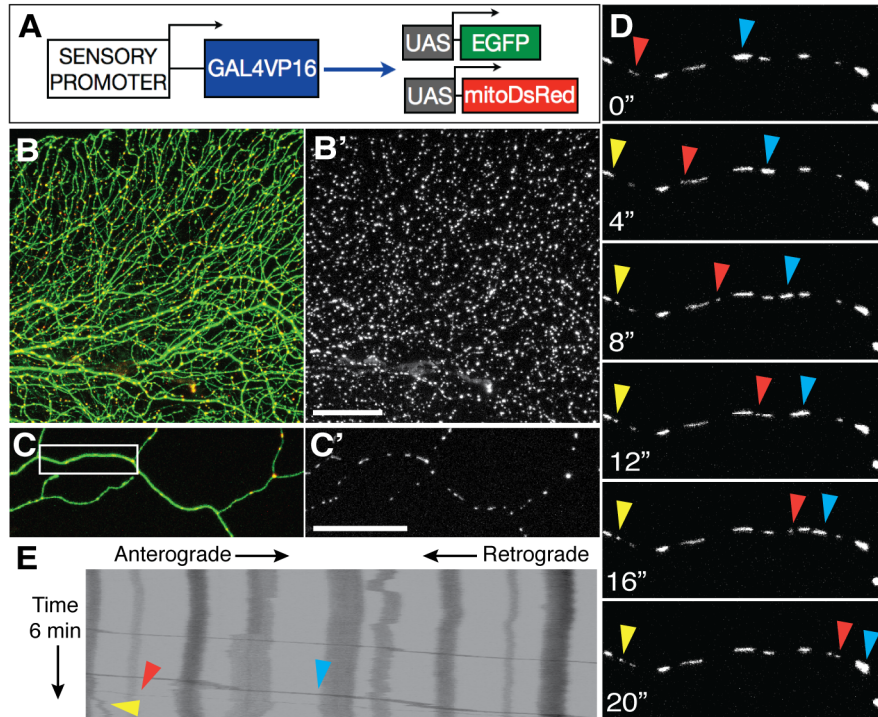 A
SENSORY
PROMOTER
GAL4VP16
UAS
EGFP
UAS
mitoDsRed
B
B'
C
C'
D
0”
4”
8”
12”
16”
20”
E
Anterograde
Retrograde
Time
6 min